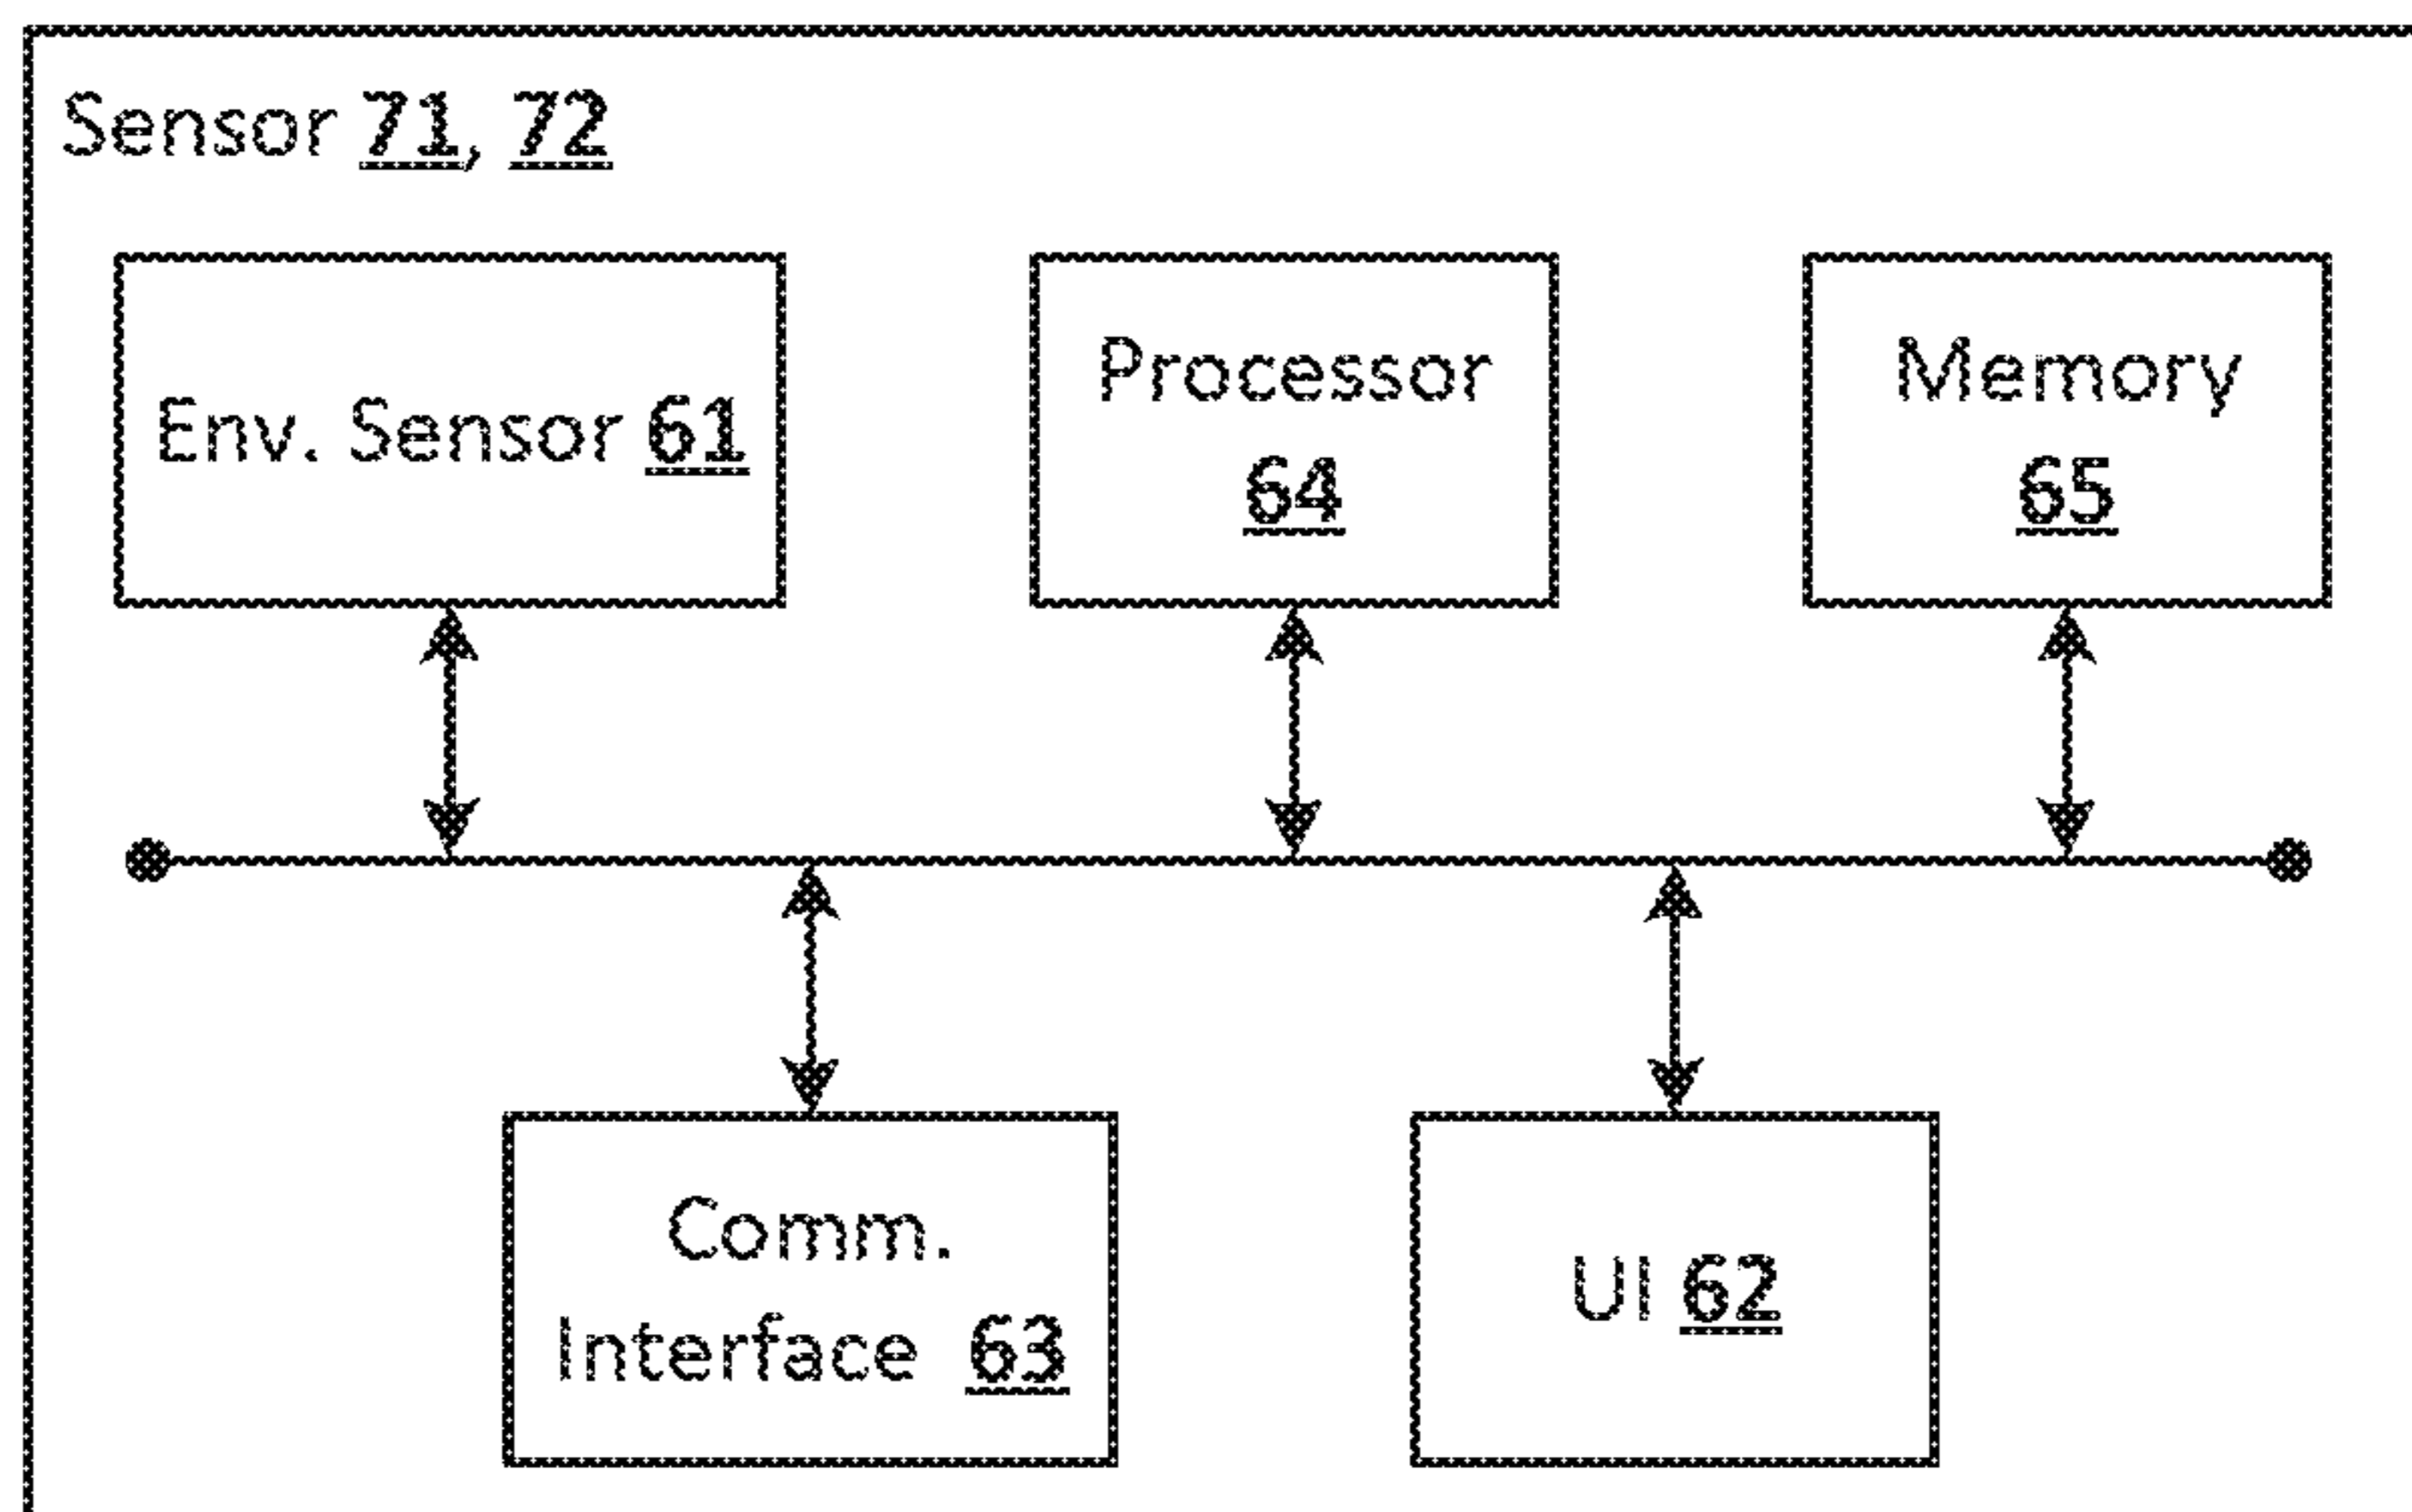 Sensor 71, 72
Env. Sensor 61
Processor
64
Memory
65
Comm.
Interface 63
UI 62